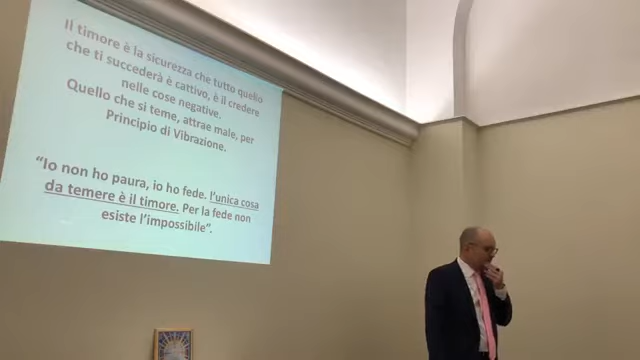 Il timore è la sicurezza che tutto quello
che ti succederà è cattivo, è il credere
nelle cose negative.
Quello che si teme, attrae male, per
Principio di Vibrazione.
“Io non ho paura, io ho fede. l’unica cosa
da temere è il timore. Per la fede non
esiste l’impossibile”.